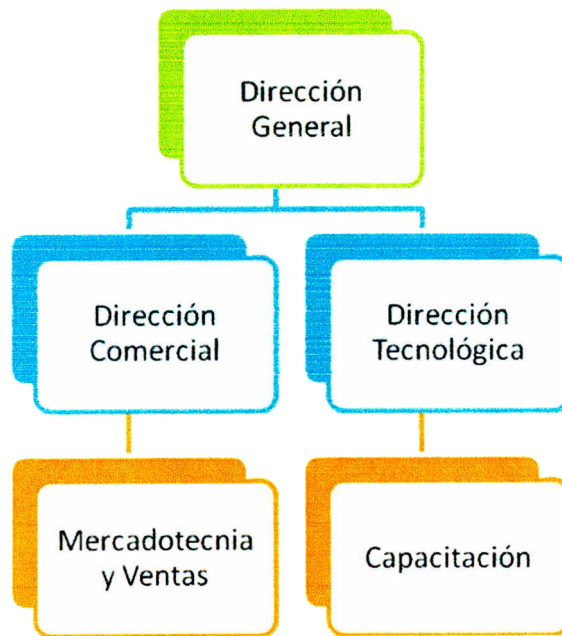 Dirección
General
Dirección
Comercial
Dirección
Tecnológica
Mercadotecnia
y Ventas
Capacitación